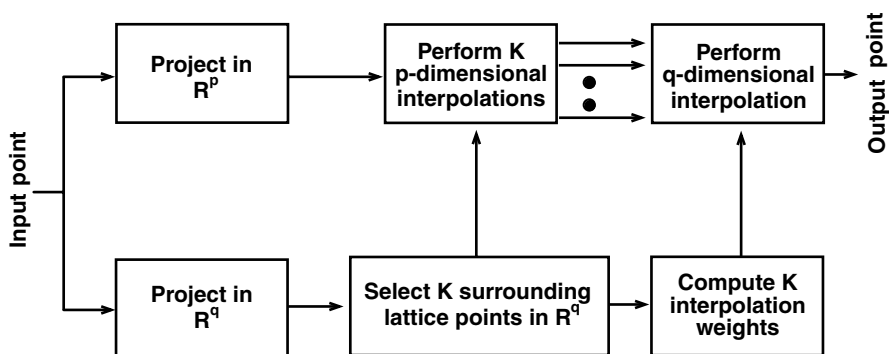 Input point
Project in
R^p
Perform K
p-dimensional
interpolations
Perform
q-dimensional
interpolation
Output point
Project in
R^q
Select K surrounding
lattice points in R^q
Compute K
interpolation
weights